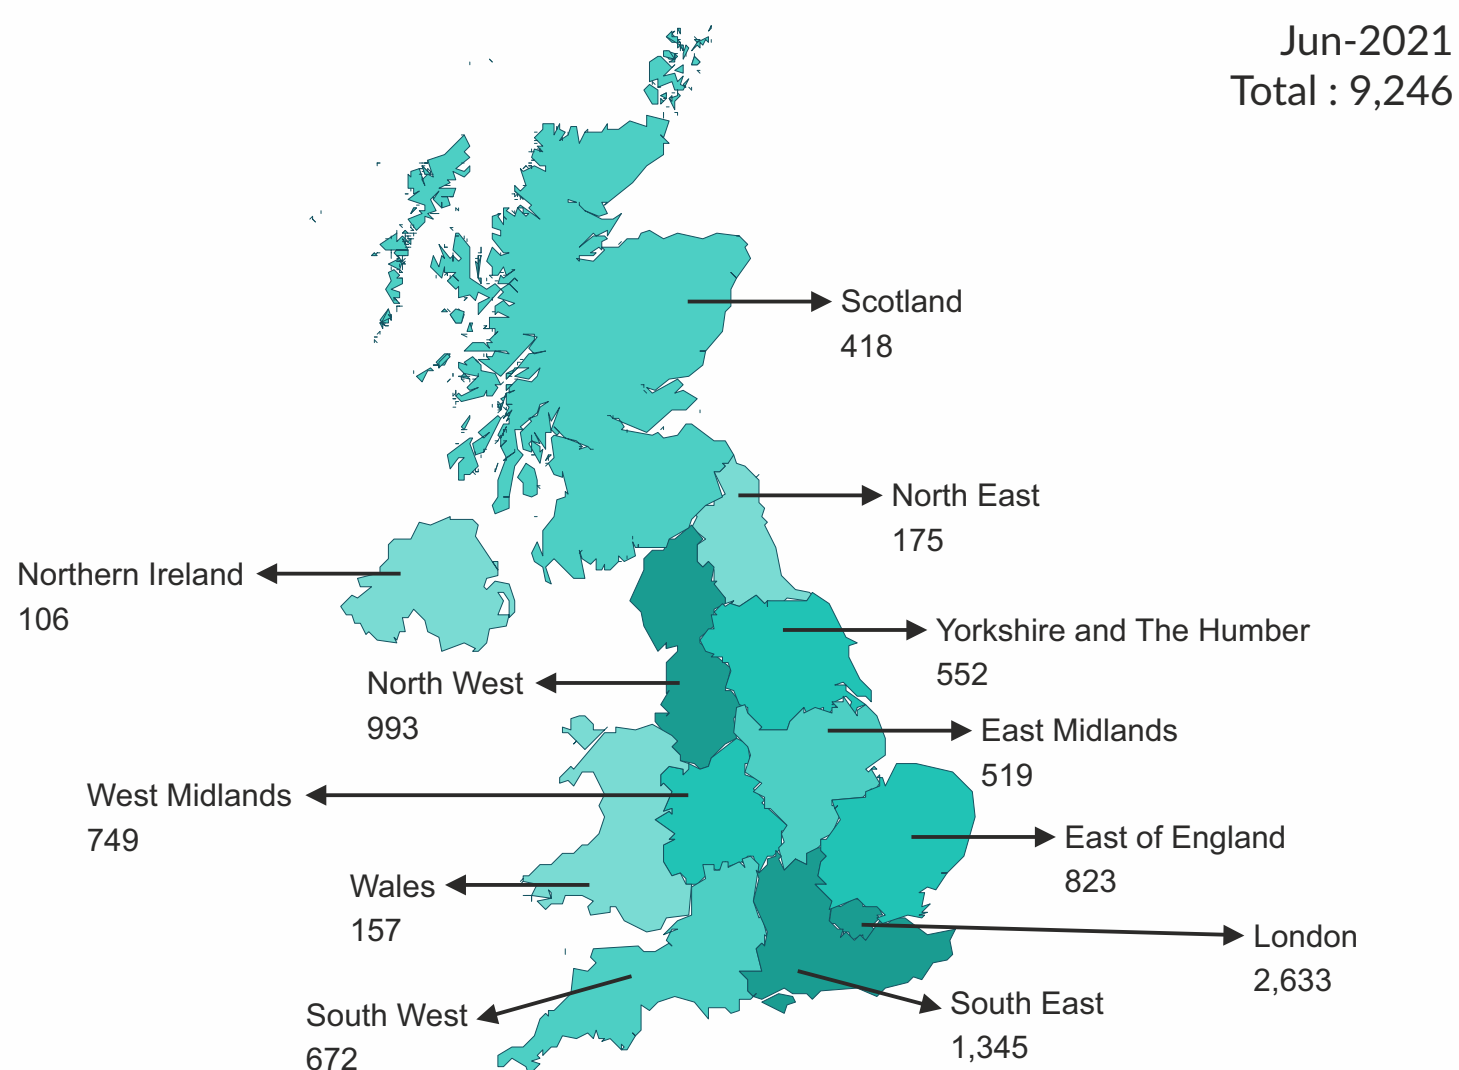 Jun-2021
Total : 9,246
Scotland
418
North East
175
Northern Ireland
106
Yorkshire and The Humber
552
North West
993
East Midlands
519
West Midlands
749
East of England
823
Wales
157
London
2,633
South East
1,345
South West
672